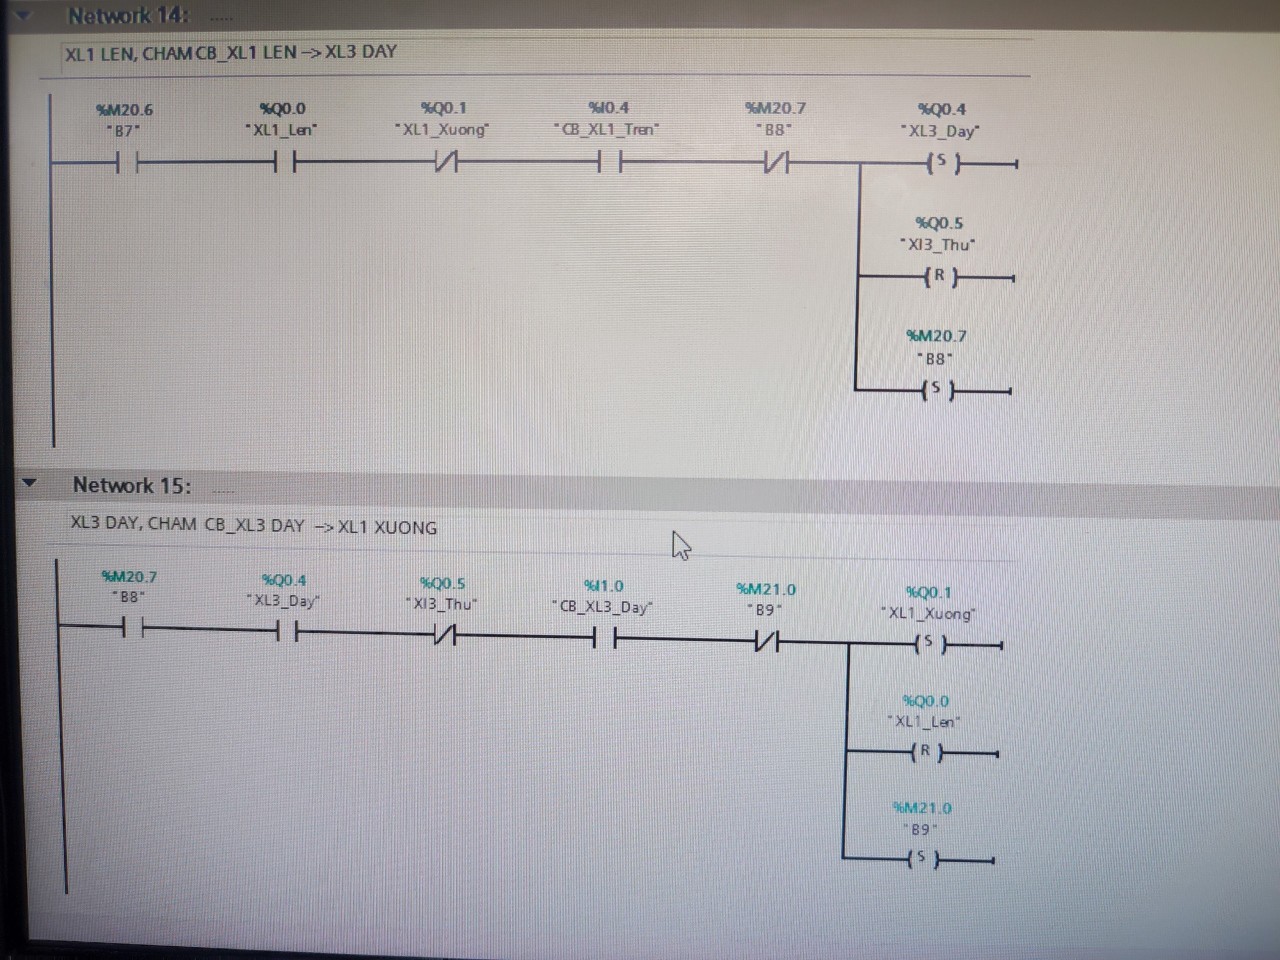 Network 14: .....
XL1 LEN, CHAM CB_XL1 LEN -> XL3 DAY
%M20.6 %Q0.0 %Q0.1 %I0.4 %M20.7 %Q0.4
"B7" "XL1_Len" "XL1_Xuong" "CB_XL1_Tren" "B8" "XL3_Day"
S
%Q0.5
"Xl3_Thu"
R
%M20.7
"B8"
S
Network 15: .....
XL3 DAY, CHAM CB_XL3 DAY -> XL1 XUONG
%M20.7 %Q0.4 %Q0.5 %I1.0 %M21.0 %Q0.1
"B8" "XL3_Day" "Xl3_Thu" "CB_XL3_Day" "B9" "XL1_Xuong"
S
%Q0.0
"XL1_Len"
R
%M21.0
"B9"
S